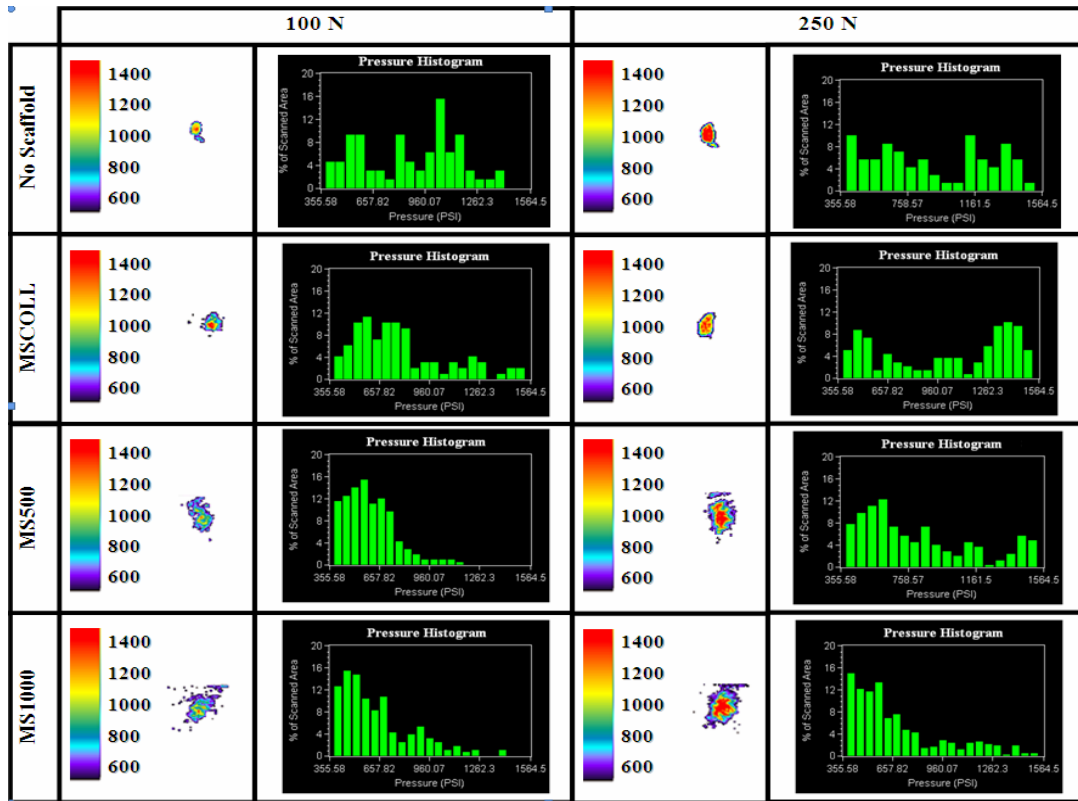 100 N
250 N
No Scaffold
1400
1200
1000
800
600
Pressure Histogram
% of Scanned Area
20
16
12
8
4
0
355.58 657.82 960.07 1262.3 1564.5
Pressure (PSI)
1400
1200
1000
800
600
Pressure Histogram
% of Scanned Area
20
16
12
8
4
0
355.58 758.57 1161.5 1564.5
Pressure (PSI)
MSCOLL
1400
1200
1000
800
600
Pressure Histogram
% of Scanned Area
20
16
12
8
4
0
355.58 657.82 960.07 1262.3 1564.5
Pressure (PSI)
1400
1200
1000
800
600
Pressure Histogram
% of Scanned Area
20
16
12
8
4
0
355.58 657.82 960.07 1262.3 1564.5
Pressure (PSI)
MS500
1400
1200
1000
800
600
Pressure Histogram
% of Scanned Area
20
16
12
8
4
0
355.58 657.82 960.07 1262.3 1564.5
Pressure (PSI)
1400
1200
1000
800
600
Pressure Histogram
% of Scanned Area
20
16
12
8
4
0
355.58 758.57 1161.5 1564.5
Pressure (PSI)
MS1000
1400
1200
1000
800
600
Pressure Histogram
% of Scanned Area
20
16
12
8
4
0
355.58 657.82 960.07 1262.3 1564.5
Pressure (PSI)
1400
1200
1000
800
600
Pressure Histogram
% of Scanned Area
20
16
12
8
4
0
355.58 657.82 960.07 1262.3 1564.5
Pressure (PSI)